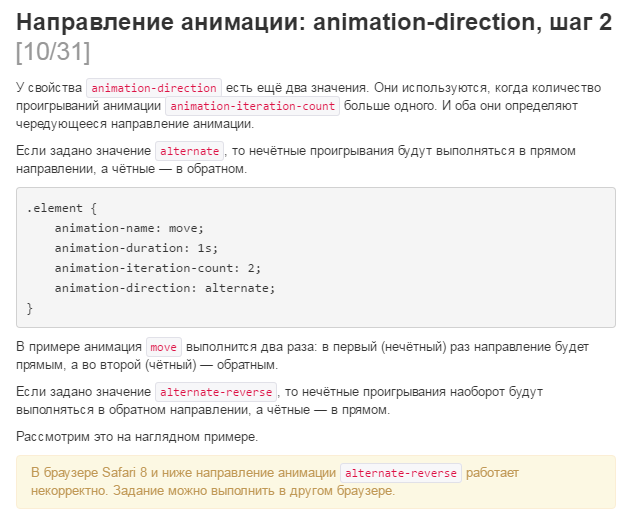 Направление анимации: animation-direction, шаг 2
[10/31]
У свойства animation-direction есть ещё два значения. Они используются, когда количество
проигрываний анимации animation-iteration-count больше одного. И оба они определяют
чередующееся направление анимации.
Если задано значение alternate, то нечётные проигрывания будут выполняться в прямом
направлении, а чётные — в обратном.
.element {
    animation-name: move;
    animation-duration: 1s;
    animation-iteration-count: 2;
    animation-direction: alternate;
}
В примере анимация move выполнится два раза: в первый (нечётный) раз направление будет
прямым, а во второй (чётный) — обратным.
Если задано значение alternate-reverse, то нечётные проигрывания наоборот будут
выполняться в обратном направлении, а чётные — в прямом.
Рассмотрим это на наглядном примере.
В браузере Safari 8 и ниже направление анимации alternate-reverse работает
некорректно. Задание можно выполнить в другом браузере.